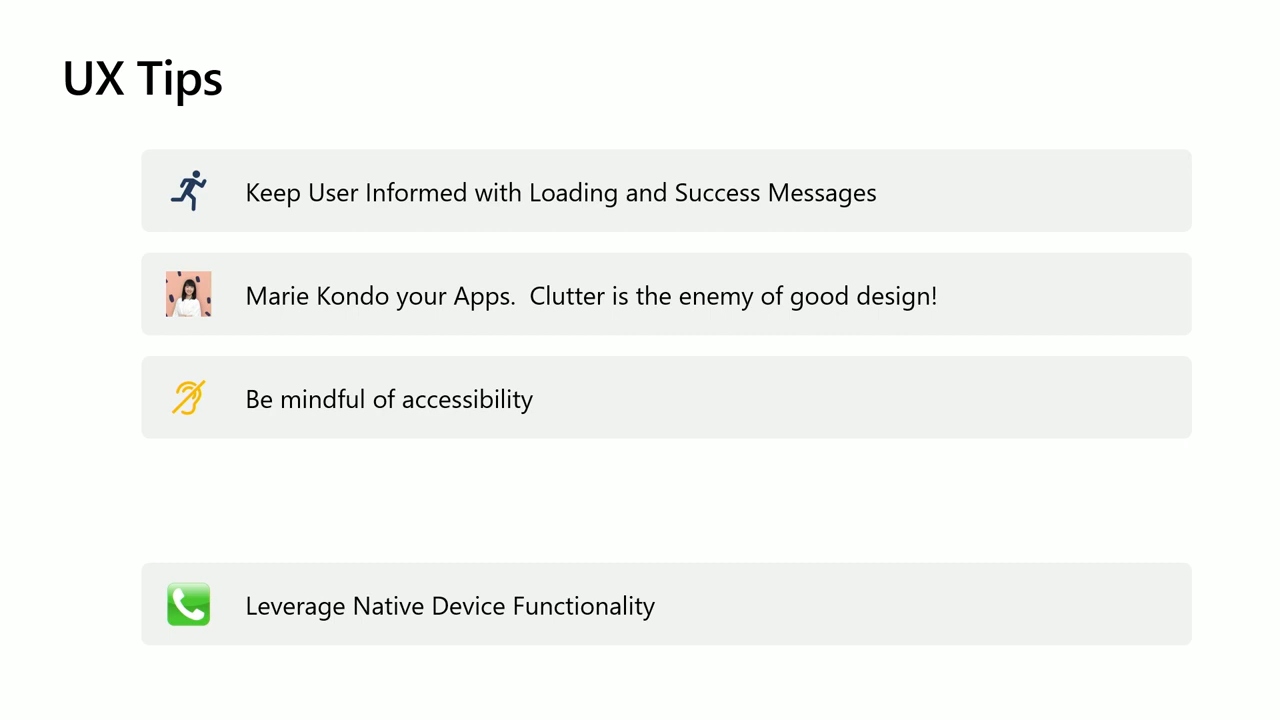 UX Tips
Keep User Informed with Loading and Success Messages
Marie Kondo your Apps.  Clutter is the enemy of good design!
Be mindful of accessibility
Leverage Native Device Functionality